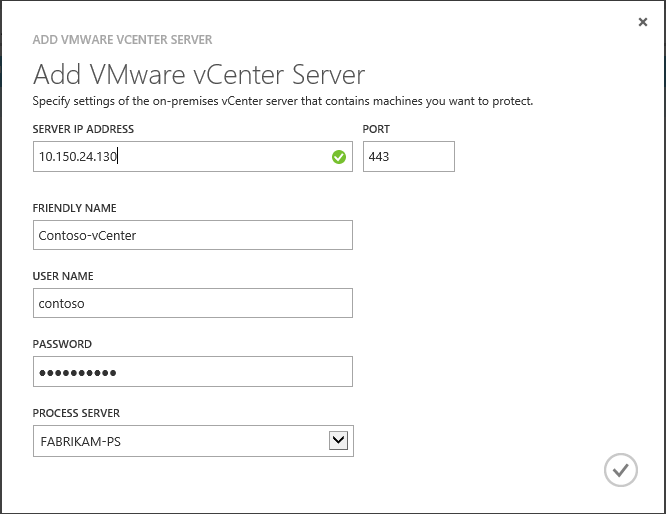 ADD VMWARE VCENTER SERVER
Add VMware vCenter Server
Specify settings of the on-premises vCenter server that contains machines you want to protect.
SERVER IP ADDRESS PORT
10.150.24.130 443
FRIENDLY NAME
Contoso-vCenter
USER NAME
contoso
PASSWORD
●●●●●●●●●●
PROCESS SERVER
FABRIKAM-PS